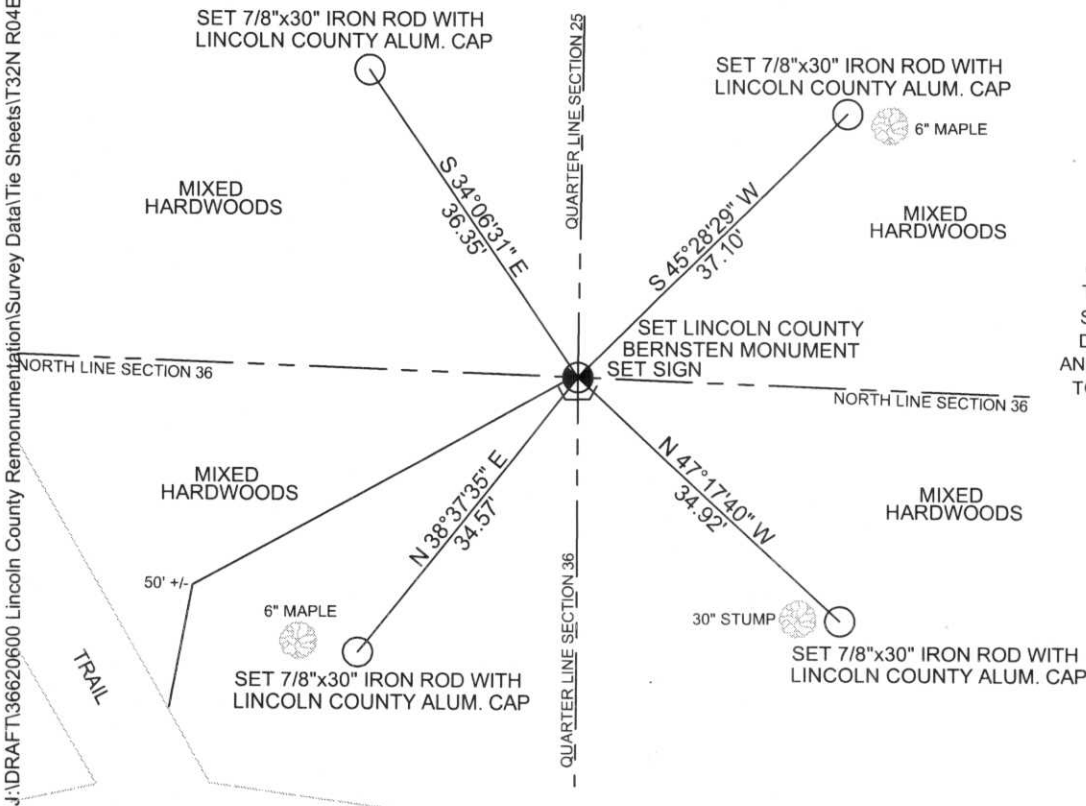 J:\DRAFT\36620600 Lincoln County Remonumentation\Survey Data\Tie Sheets\T32N R04E
SET 7/8"x30" IRON ROD WITH
LINCOLN COUNTY ALUM. CAP
QUARTER LINE SECTION 25
SET 7/8"x30" IRON ROD WITH
LINCOLN COUNTY ALUM. CAP
6" MAPLE
MIXED
HARDWOODS
S 34°06'31" E
36.35'
S 45°28'29" W
37.10'
MIXED
HARDWOODS
SET LINCOLN COUNTY
BERNSTEN MONUMENT
SET SIGN
NORTH LINE SECTION 36
NORTH LINE SECTION 36
MIXED
HARDWOODS
N 38°37'35" E
34.57'
N 47°17'40" W
34.92'
MIXED
HARDWOODS
50' +/-
6" MAPLE
30" STUMP
TRAIL
SET 7/8"x30" IRON ROD WITH
LINCOLN COUNTY ALUM. CAP
QUARTER LINE SECTION 36
SET 7/8"x30" IRON ROD WITH
LINCOLN COUNTY ALUM. CAP